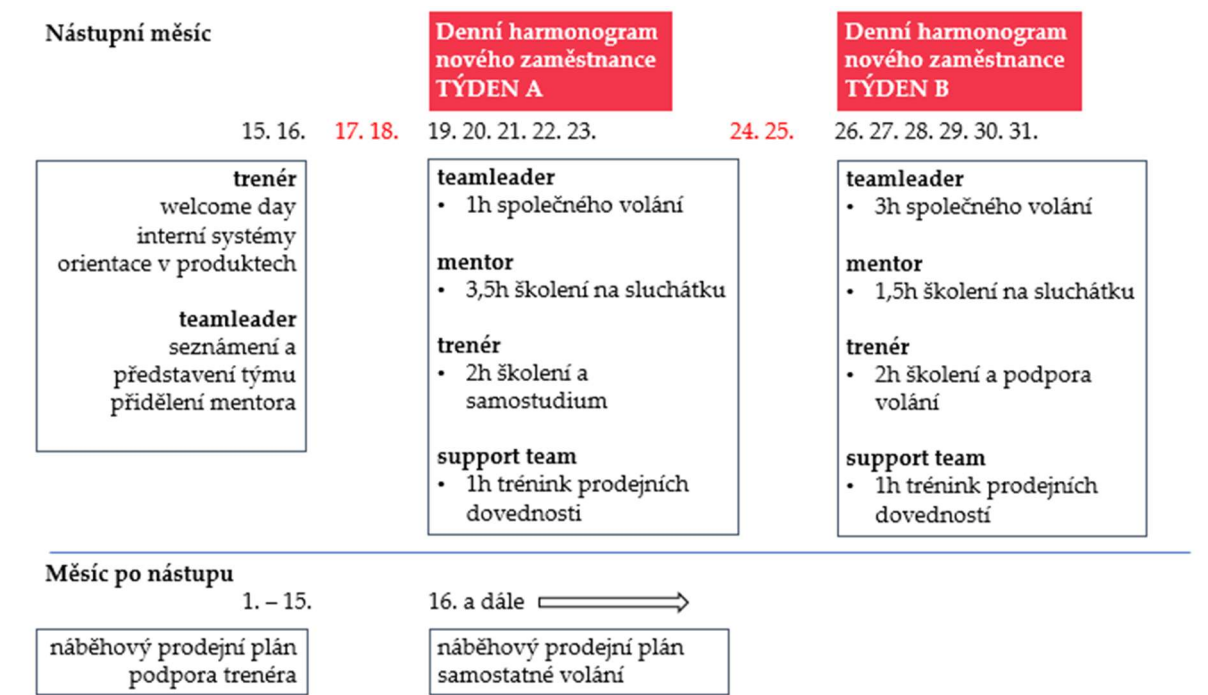 Nástupní měsíc
Denní harmonogram
nového zaměstnance
TÝDEN A
Denní harmonogram
nového zaměstnance
TÝDEN B
15. 16. 17. 18. 19. 20. 21. 22. 23. 24. 25. 26. 27. 28. 29. 30. 31.
trenér
welcome day
interní systémy
orientace v produktech
teamleader
seznámení a
představení týmu
přidělení mentora
teamleader
• 1h společného volání
mentor
• 3,5h školení na sluchátku
trenér
• 2h školení a
samostudium
support team
• 1h trénink prodejních
dovednosti
teamleader
• 3h společného volání
mentor
• 1,5h školení na sluchátku
trenér
• 2h školení a podpora
volání
support team
• 1h trénink prodejních
dovedností
Měsíc po nástupu
1. – 15.
16. a dále
náběhový prodejní plán
podpora trenéra
náběhový prodejní plán
samostatné volání